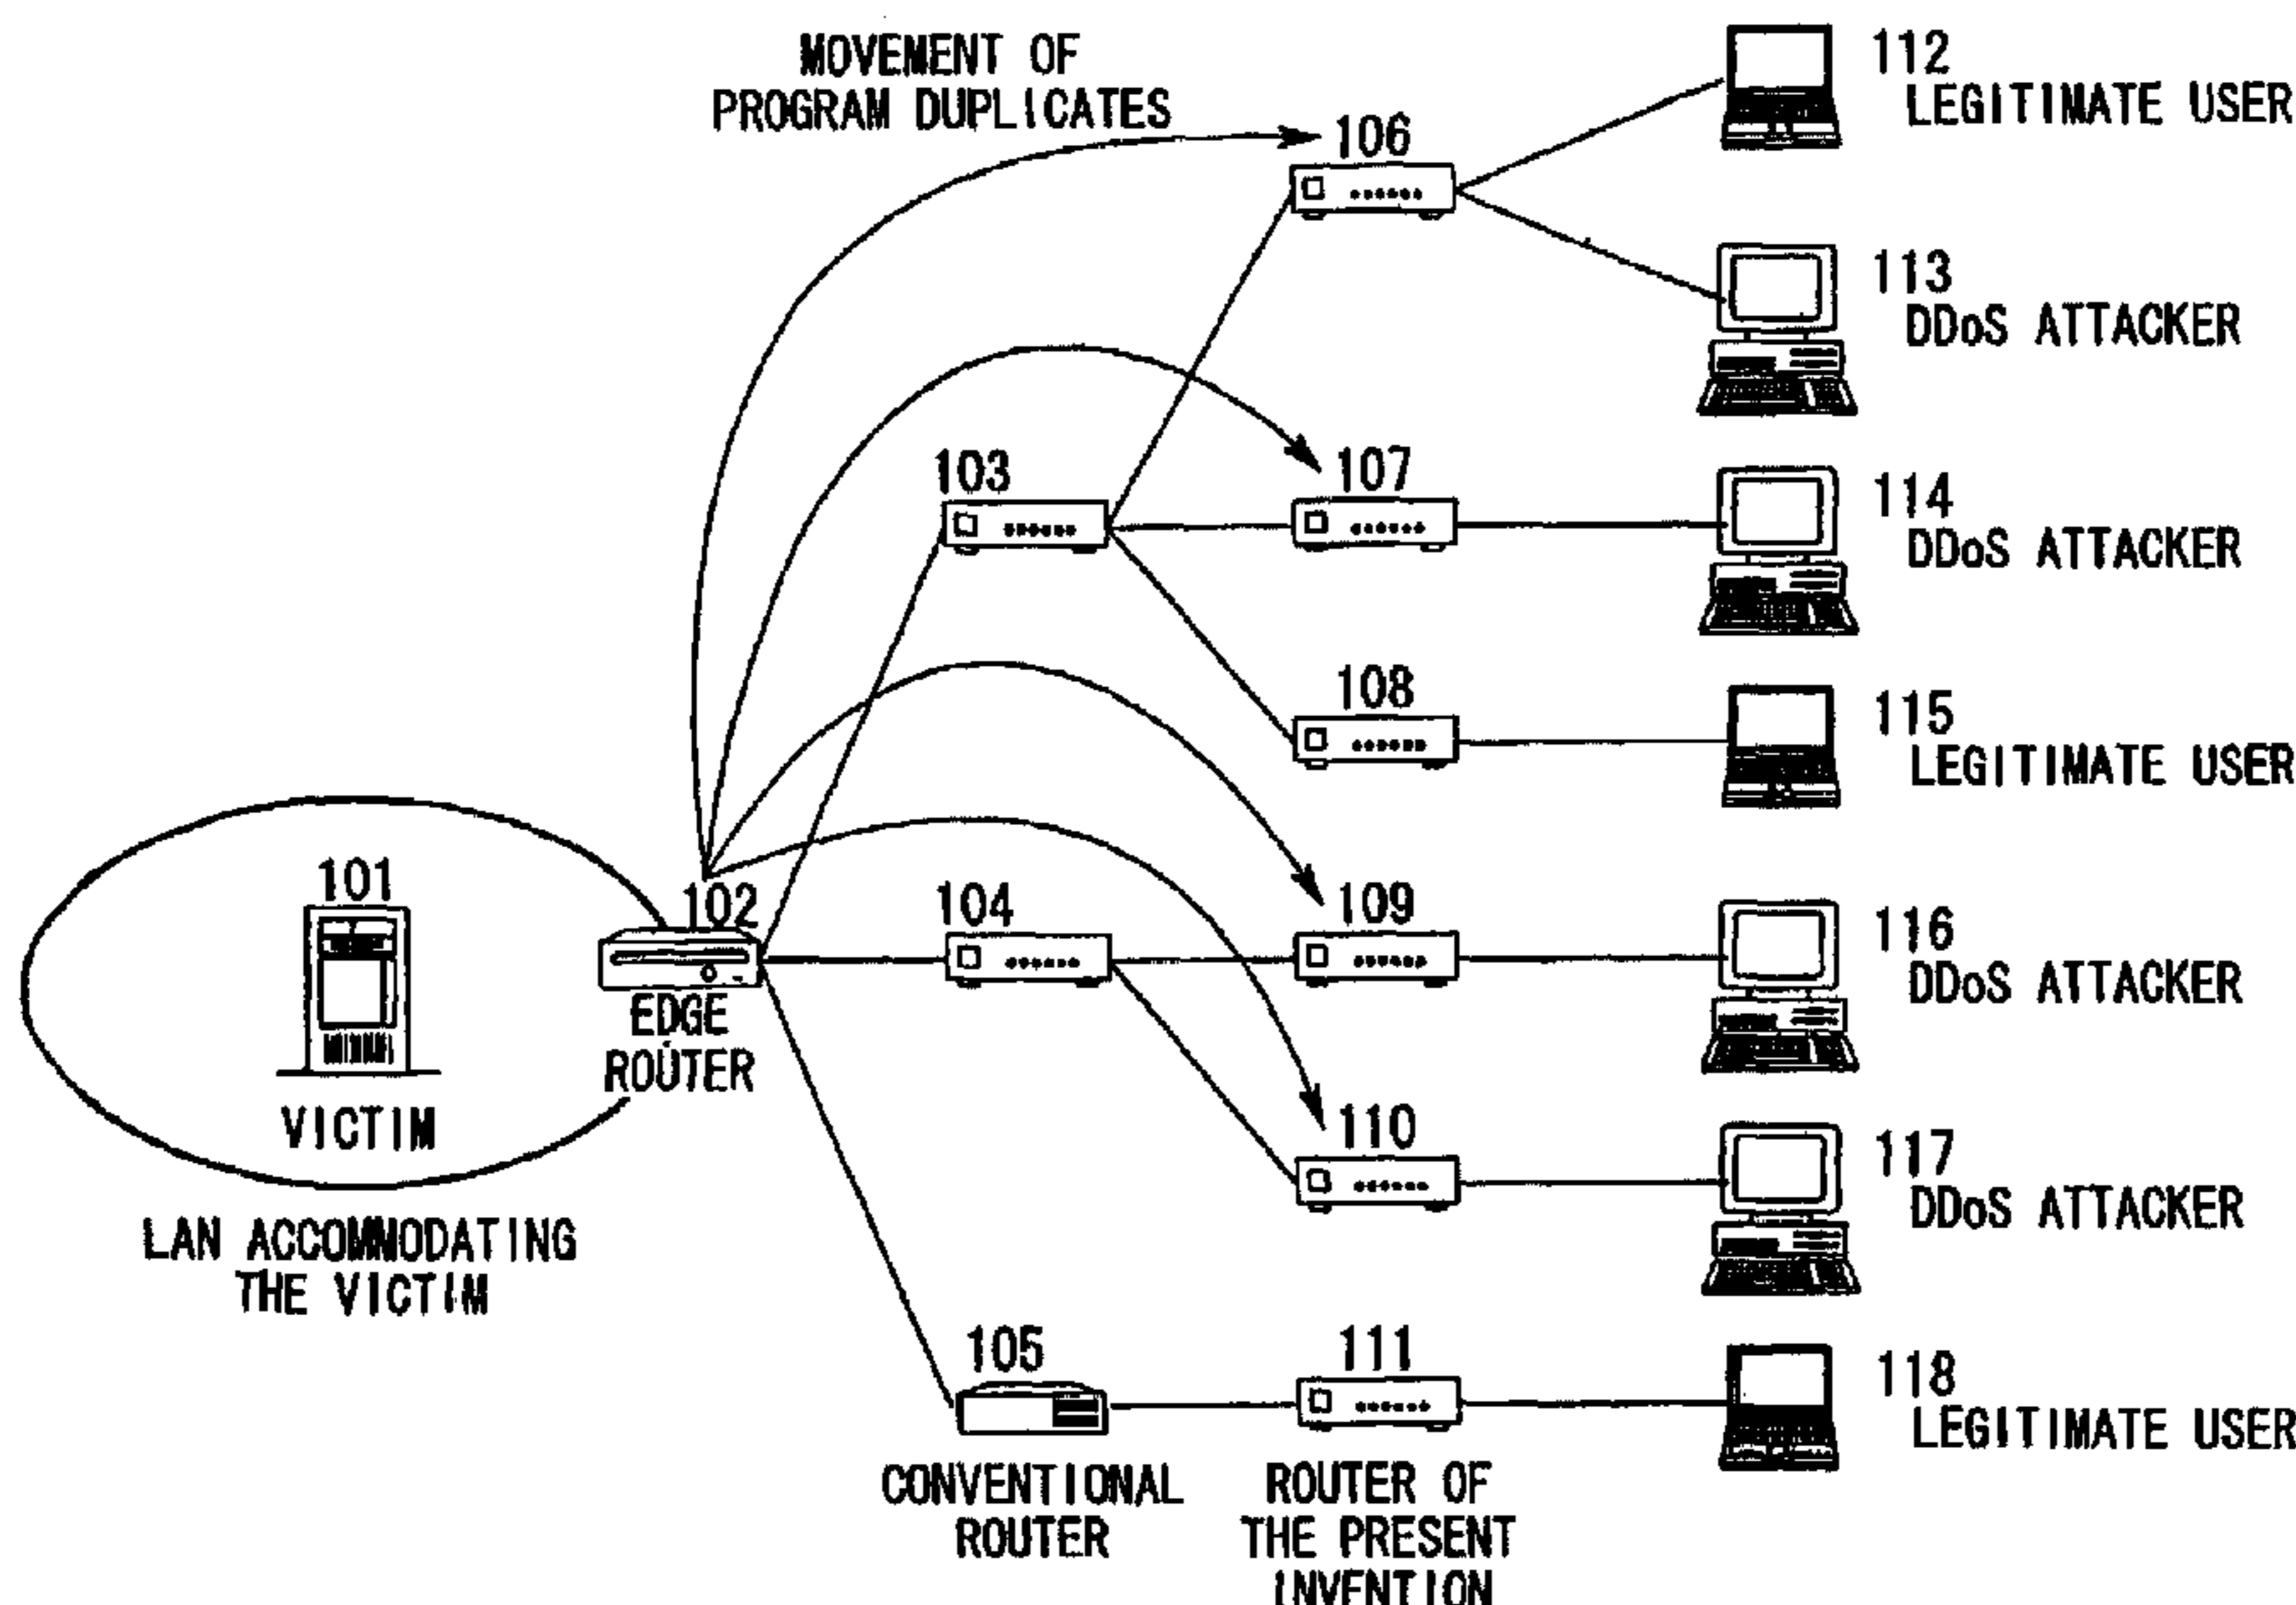 MOVEMENT OF
PROGRAM DUPLICATES
106
112
LEGITIMATE USER
113
DDoS ATTACKER
103
107
114
DDoS ATTACKER
108
115
LEGITIMATE USER
101
VICTIM
102
EDGE
ROUTER
104
109
116
DDoS ATTACKER
110
117
DDoS ATTACKER
LAN ACCOMMODATING
THE VICTIM
105
CONVENTIONAL
ROUTER
111
ROUTER OF
THE PRESENT
INVENTION
118
LEGITIMATE USER